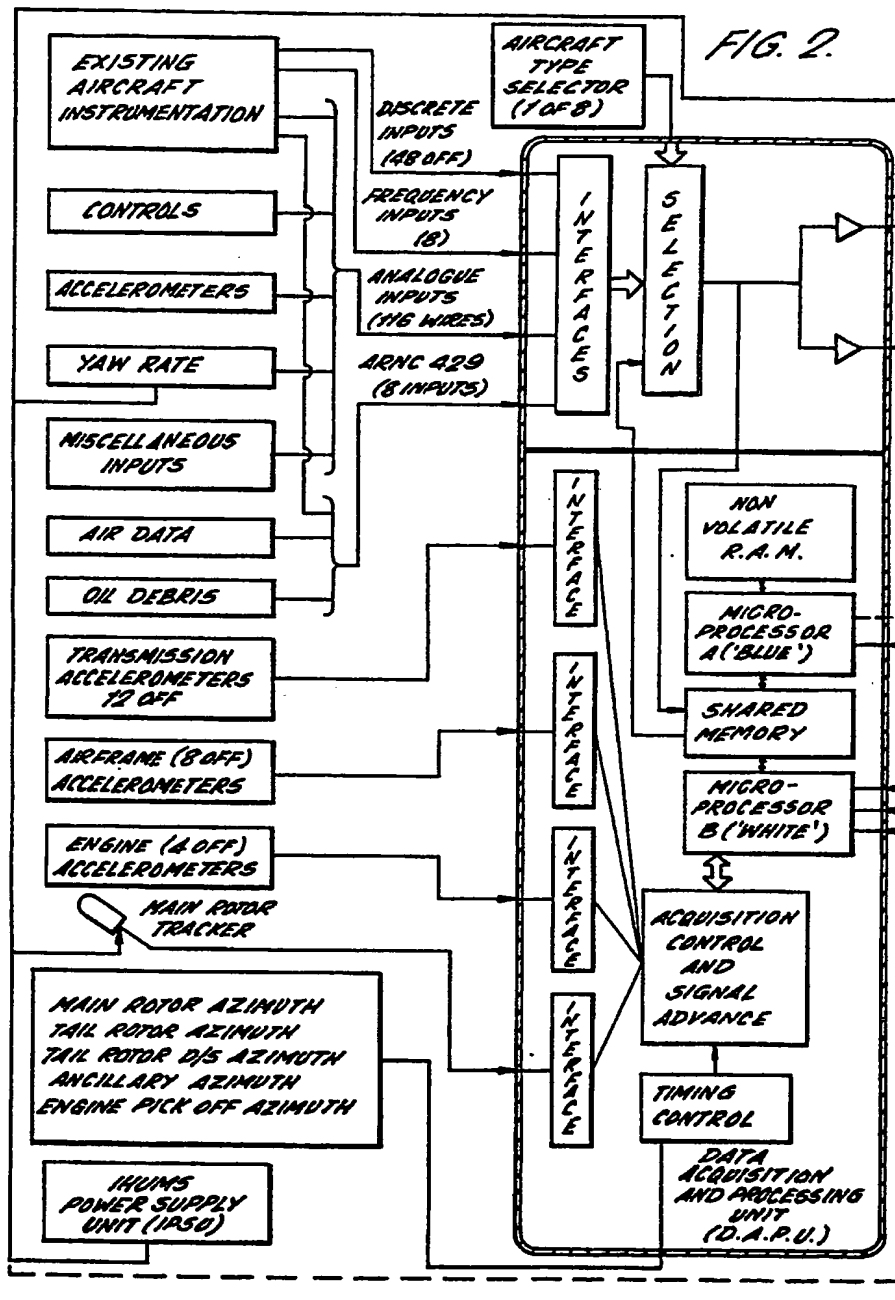 FIG. 2.
AIRCRAFT
TYPE
SELECTOR
(1 OF 8)
EXISTING
AIRCRAFT
INSTRUMENTATION
CONTROLS
ACCELEROMETERS
YAW RATE
MISCELLANEOUS
INPUTS
AIR DATA
OIL DEBRIS
TRANSMISSION
ACCELEROMETERS
12 OFF
AIRFRAME (8 OFF)
ACCELEROMETERS
ENGINE (4 OFF)
ACCELEROMETERS
MAIN ROTOR
TRACKER
MAIN ROTOR AZIMUTH
TAIL ROTOR AZIMUTH
TAIL ROTOR D/S AZIMUTH
ANCILLARY AZIMUTH
ENGINE PICK OFF AZIMUTH
IHUMS
POWER SUPPLY
UNIT (IPSU)
DISCRETE
INPUTS
(48 OFF)
FREQUENCY
INPUTS
(8)
ANALOGUE
INPUTS
(116 WIRES)
ARNC 429
(8 INPUTS)
INTERFACES
SELECTION
INTERFACE
INTERFACE
INTERFACE
INTERFACE
NON
VOLATILE
R.A.M.
MICRO-
PROCESSOR
A ('BLUE')
SHARED
MEMORY
MICRO-
PROCESSOR
B ('WHITE')
ACQUISITION
CONTROL
AND
SIGNAL
ADVANCE
TIMING
CONTROL
DATA
ACQUISITION
AND PROCESSING
UNIT
(D.A.P.U.)